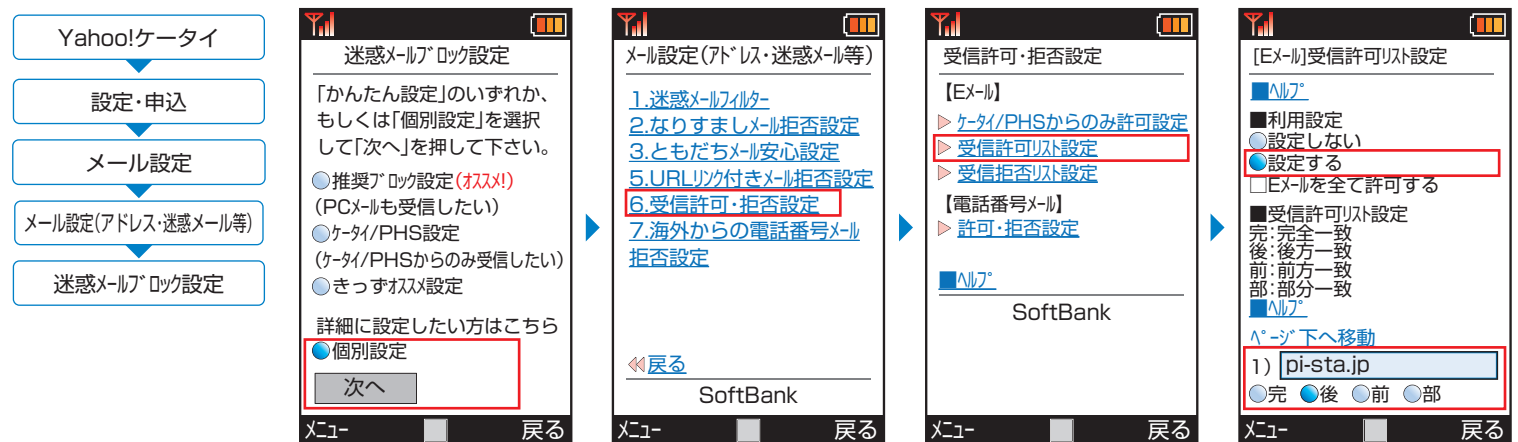 Yahoo!ケータイ
設定・申込
メール設定
メール設定(アドレス・迷惑メール等)
迷惑ﾒｰﾙﾌﾞﾛｯｸ設定
迷惑ﾒｰﾙﾌﾞﾛｯｸ設定
「かんたん設定」のいずれか、
もしくは「個別設定」を選択
して「次へ」を押して下さい。
推奨ﾌﾞﾛｯｸ設定(ｵｽｽﾒ!)
(PCﾒｰﾙも受信したい)
ｹｰﾀｲ/PHS設定
(ｹｰﾀｲ/PHSからのみ受信したい)
きっずｵｽｽﾒ設定
詳細に設定したい方はこちら
個別設定
次へ
ﾒﾆｭｰ 戻る
ﾒｰﾙ設定(ｱﾄﾞﾚｽ・迷惑ﾒｰﾙ等)
1.迷惑ﾒｰﾙﾌｨﾙﾀｰ
2.なりすましﾒｰﾙ拒否設定
3.ともだちﾒｰﾙ安心設定
5.URLﾘﾝｸ付きﾒｰﾙ拒否設定
6.受信許可・拒否設定
7.海外からの電話番号ﾒｰﾙ
拒否設定
戻る
SoftBank
ﾒﾆｭｰ 戻る
受信許可・拒否設定
【Eﾒｰﾙ】
ｹｰﾀｲ/PHSからのみ許可設定
受信許可ﾘｽﾄ設定
受信拒否ﾘｽﾄ設定
【電話番号ﾒｰﾙ】
許可・拒否設定
■ﾍﾙﾌﾟ
SoftBank
ﾒﾆｭｰ 戻る
[Eﾒｰﾙ]受信許可ﾘｽﾄ設定
■ﾍﾙﾌﾟ
■利用設定
設定しない
設定する
□Eﾒｰﾙを全て許可する
■受信許可ﾘｽﾄ設定
完:完全一致
後:後方一致
前:前方一致
部:部分一致
■ﾍﾙﾌﾟ
ﾍﾟｰｼﾞ下へ移動
1) pi-sta.jp
完 後 前 部
ﾒﾆｭｰ 戻る